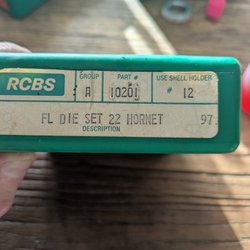 RCBS GROUP PART # USE SHELL HOLDER
A 10201 # 12
FL DIE SET 22 HORNET 97
DESCRIPTION